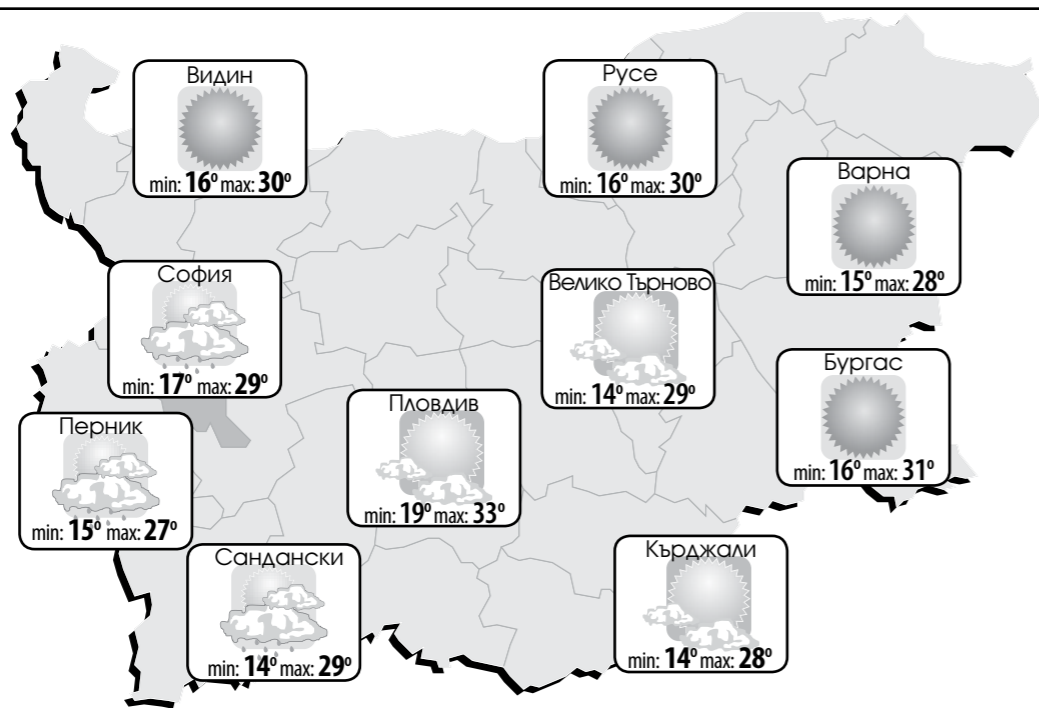 Видин
min: 16° max: 30°
Русе
min: 16° max: 30°
Варна
min: 15° max: 28°
София
min: 17° max: 29°
Велико Търново
min: 14° max: 29°
Бургас
min: 16° max: 31°
Пловдив
min: 19° max: 33°
Перник
min: 15° max: 27°
Сандански
min: 14° max: 29°
Кърджали
min: 14° max: 28°